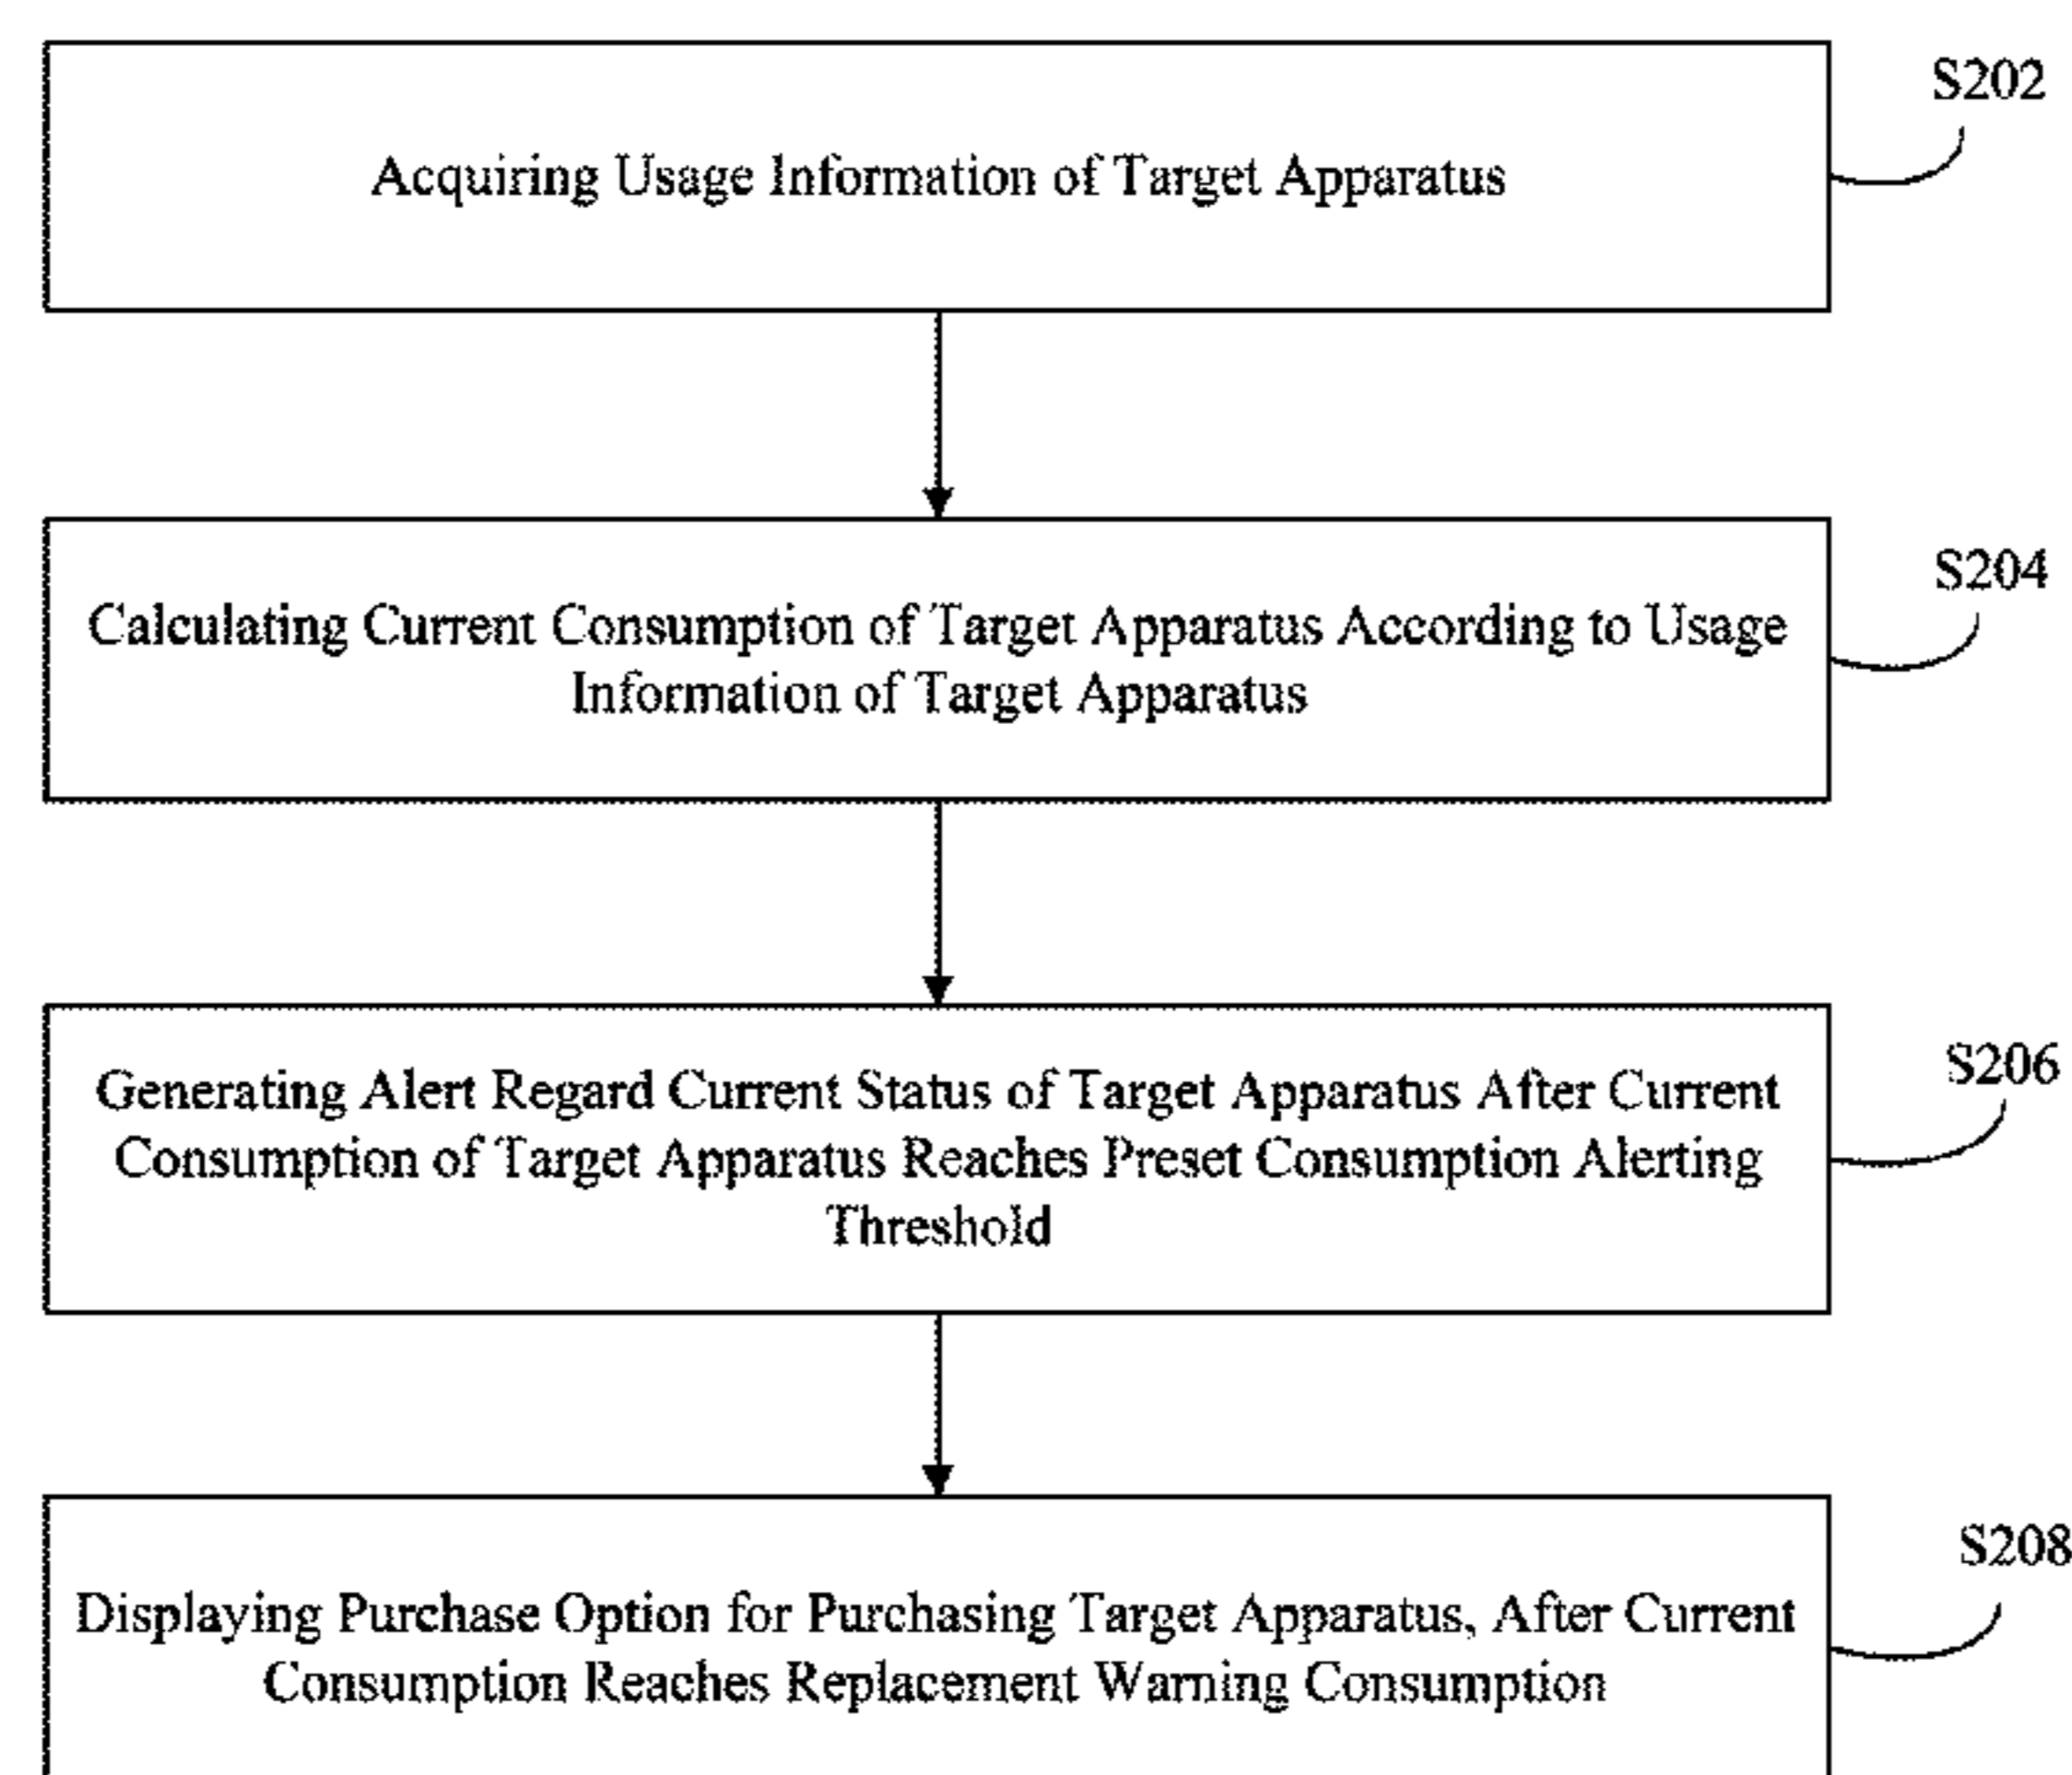 S202
Acquiring Usage Information of Target Apparatus
S204
Calculating Current Consumption of Target Apparatus According to Usage
Information of Target Apparatus
S206
Generating Alert Regard Current Status of Target Apparatus After Current
Consumption of Target Apparatus Reaches Preset Consumption Alerting
Threshold
S208
Displaying Purchase Option for Purchasing Target Apparatus, After Current
Consumption Reaches Replacement Warning Consumption